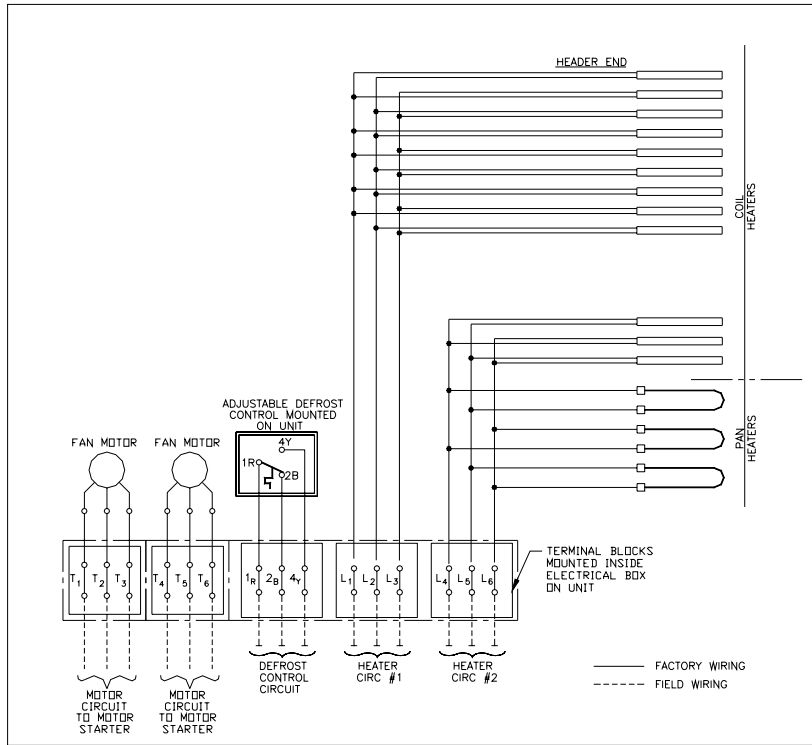 HEADER END
COIL
HEATERS
PAN
HEATERS
ADJUSTABLE DEFROST
CONTROL MOUNTED
ON UNIT
4Y
1R
2B
FAN MOTOR
FAN MOTOR
T1
T2
T3
T4
T5
T6
1R
2B
4Y
L1
L2
L3
L4
L5
L6
TERMINAL BLOCKS
MOUNTED INSIDE
ELECTRICAL BOX
ON UNIT
MOTOR
CIRCUIT
TO MOTOR
STARTER
MOTOR
CIRCUIT
TO MOTOR
STARTER
DEFROST
CONTROL
CIRCUIT
HEATER
CIRC #1
HEATER
CIRC #2
FACTORY WIRING
FIELD WIRING